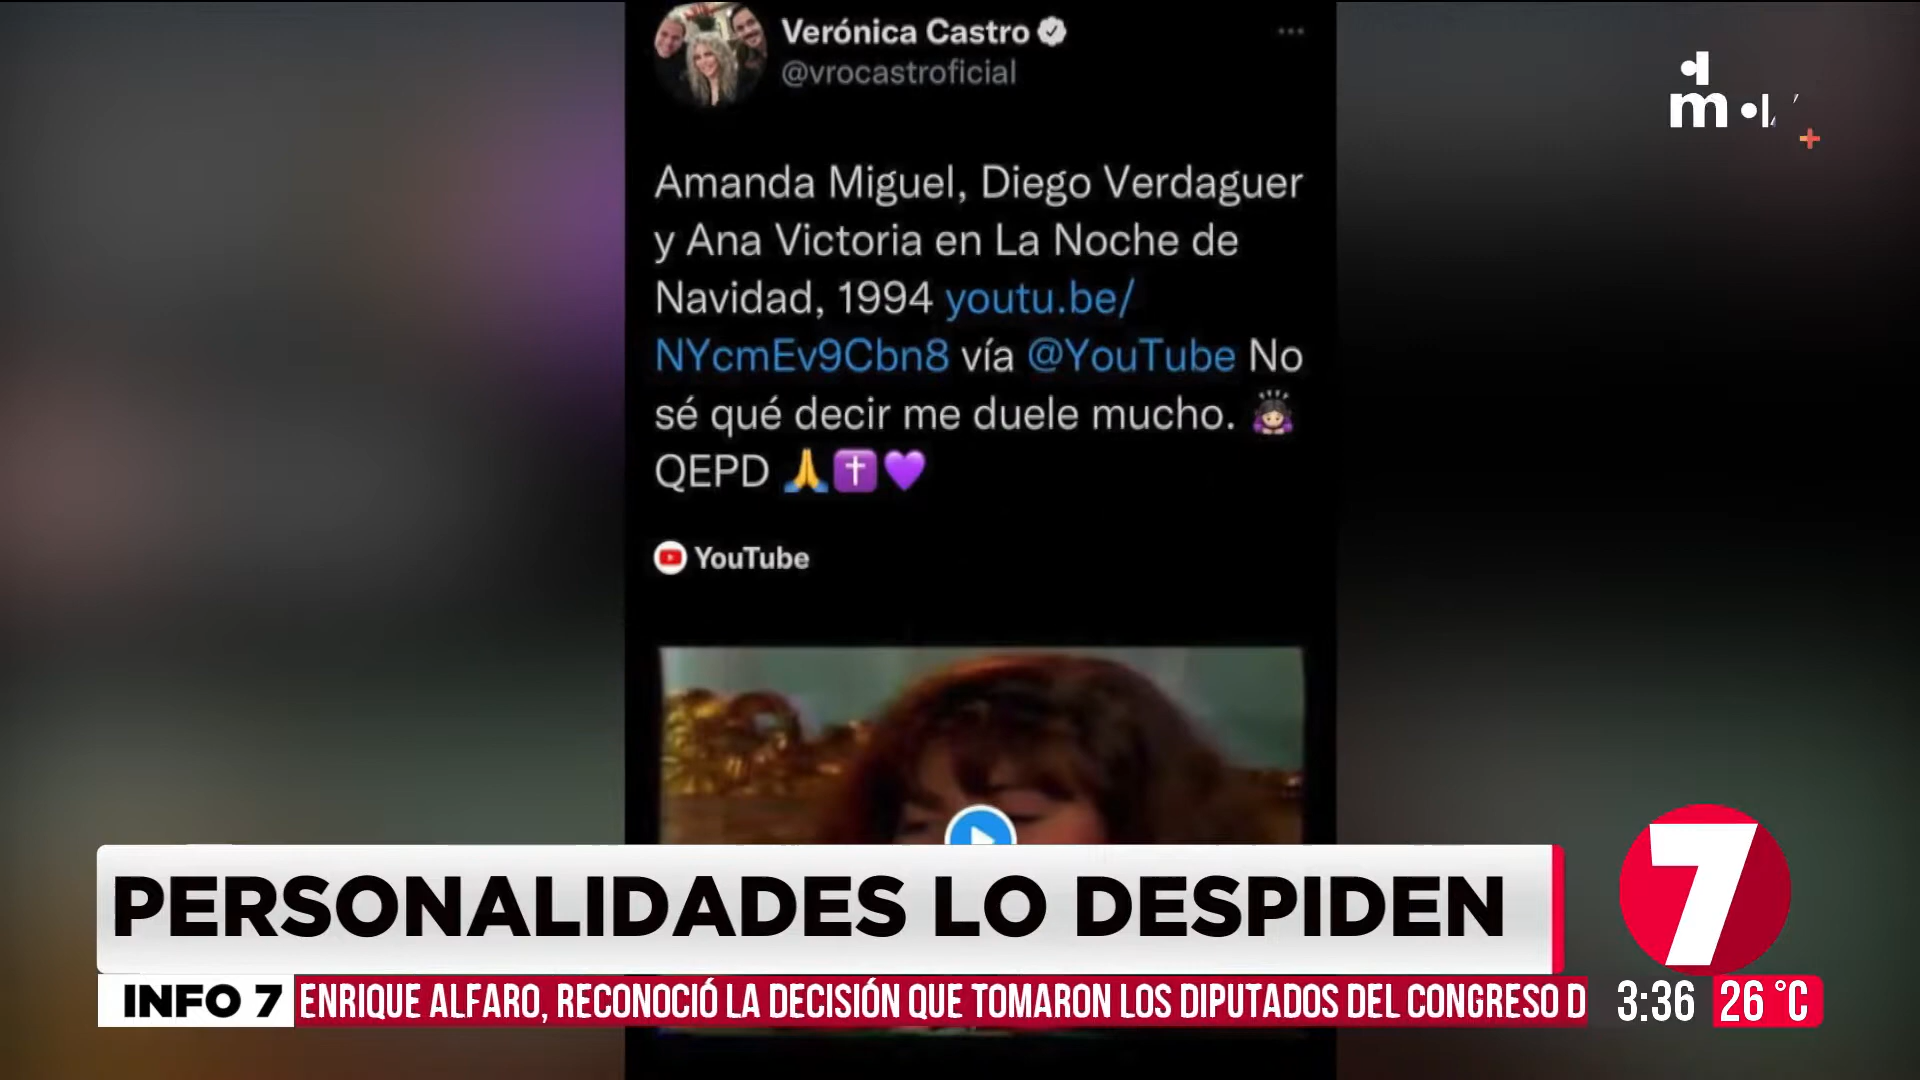 Verónica Castro
@vrocastroficial
Amanda Miguel, Diego Verdaguer
y Ana Victoria en La Noche de
Navidad, 1994 youtu.be/
NYcmEv9Cbn8 vía @YouTube No
sé qué decir me duele mucho. 🙇🏻‍♀️
QEPD 🙏✝️💜
YouTube
PERSONALIDADES LO DESPIDEN
7
INFO 7 ENRIQUE ALFARO, RECONOCIÓ LA DECISIÓN QUE TOMARON LOS DIPUTADOS DEL CONGRESO D
3:36 26 °C